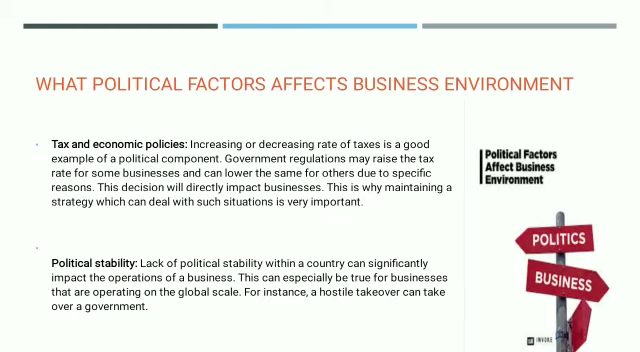 WHAT POLITICAL FACTORS AFFECTS BUSINESS ENVIRONMENT
• Tax and economic policies: Increasing or decreasing rate of taxes is a good
example of a political component. Government regulations may raise the tax
rate for some businesses and can lower the same for others due to specific
reasons. This decision will directly impact businesses. This is why maintaining a
strategy which can deal with such situations is very important.
•
Political stability: Lack of political stability within a country can significantly
impact the operations of a business. This can especially be true for businesses
that are operating on the global scale. For instance, a hostile takeover can take
over a government.
Political Factors
Affect Business
Environment
POLITICS
BUSINESS
INVOKE